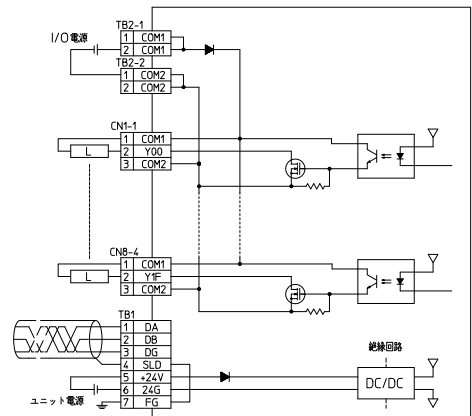 TB2-1
I/O電源
1 COM1
2 COM1
TB2-2
1 COM2
2 COM2
CN1-1
1 COM1
L 2 Y00
3 COM2
CN8-4
1 COM1
L 2 Y1F
3 COM2
TB1
1 DA
2 DB
3 DG
4 SLD
5 +24V
6 24G
7 FG
ユニット電源
絶縁回路
DC/DC